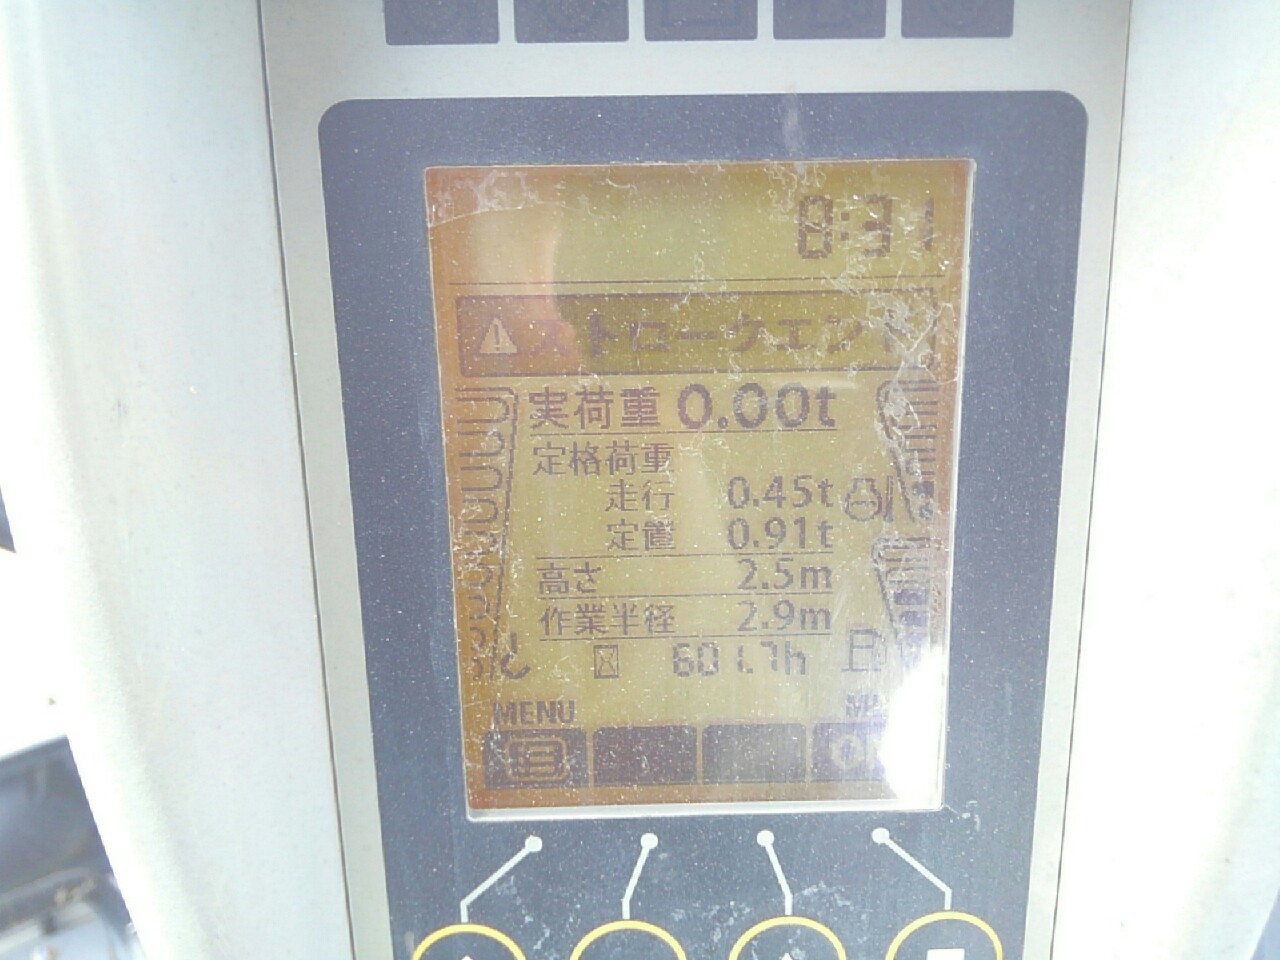 8:31
ストロークエンド
実荷重 0.00t
定格荷重
走行 0.45t
定置 0.91t
高さ 2.5m
作業半径 2.9m
601.7h
MENU